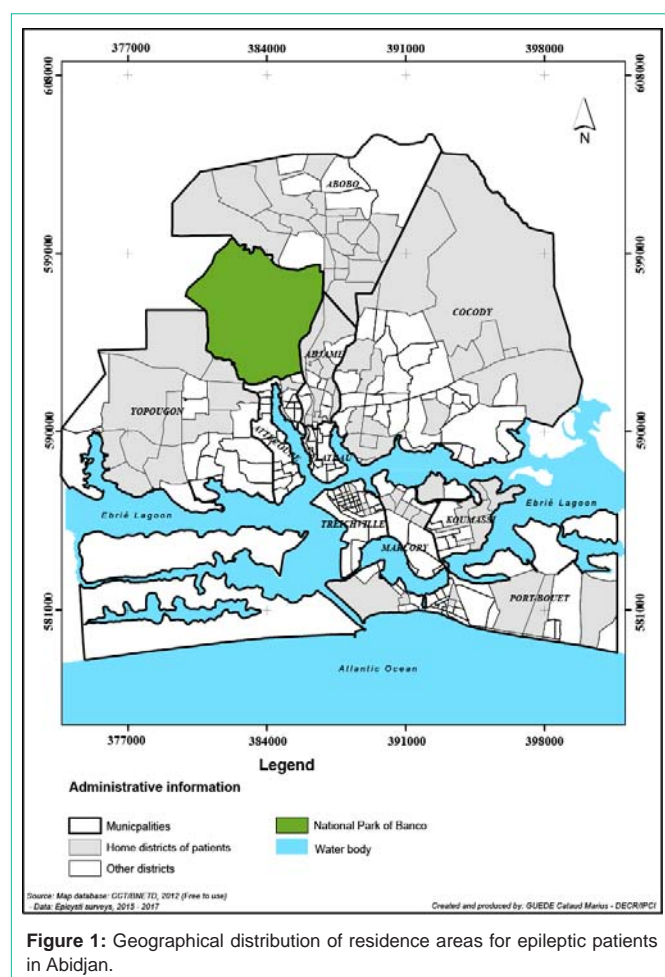 377000 384000 391000 398000
608000 608000
N
ABOBO
599000 599000
COCODY
ADJAME
YOPOUGON
590000 590000
ATTECOUBE
PLATEAU
Ebrié Lagoon Ebrié Lagoon
TREICHVILLE KOUMASSI
MARCORY
PORT-BOUET
581000 581000
Atlantic Ocean
377000 384000 391000 398000
Legend
Administrative information
Municpalities National Park of Banco
Home districts of patients Water body
Other districts
Source: Map database: CCT/BNETD, 2012 (Free to use)
- Data: Epicysti surveys, 2015 - 2017 Created and produced by: GUEDE Cataud Marius - DECR/IPCI
Figure 1: Geographical distribution of residence areas for epileptic patients
in Abidjan.